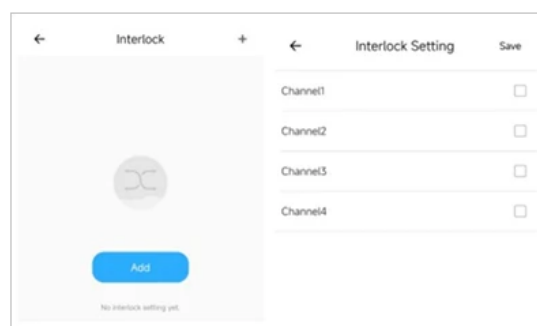 ← Interlock +
Add
No interlock setting yet.
← Interlock Setting Save
Channel1
Channel2
Channel3
Channel4